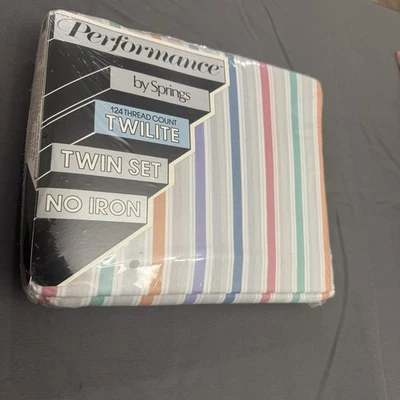 Performance
by Springs
124 THREAD COUNT
TWILITE
TWIN SET
NO IRON